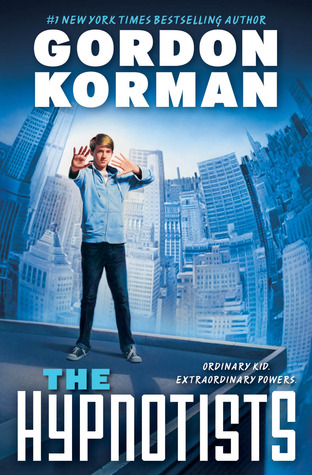 #1 NEW YORK TIMES BESTSELLING AUTHOR
GORDON
KORMAN
ORDINARY KID.
EXTRAORDINARY POWERS.
THE
HYPNOTISTS